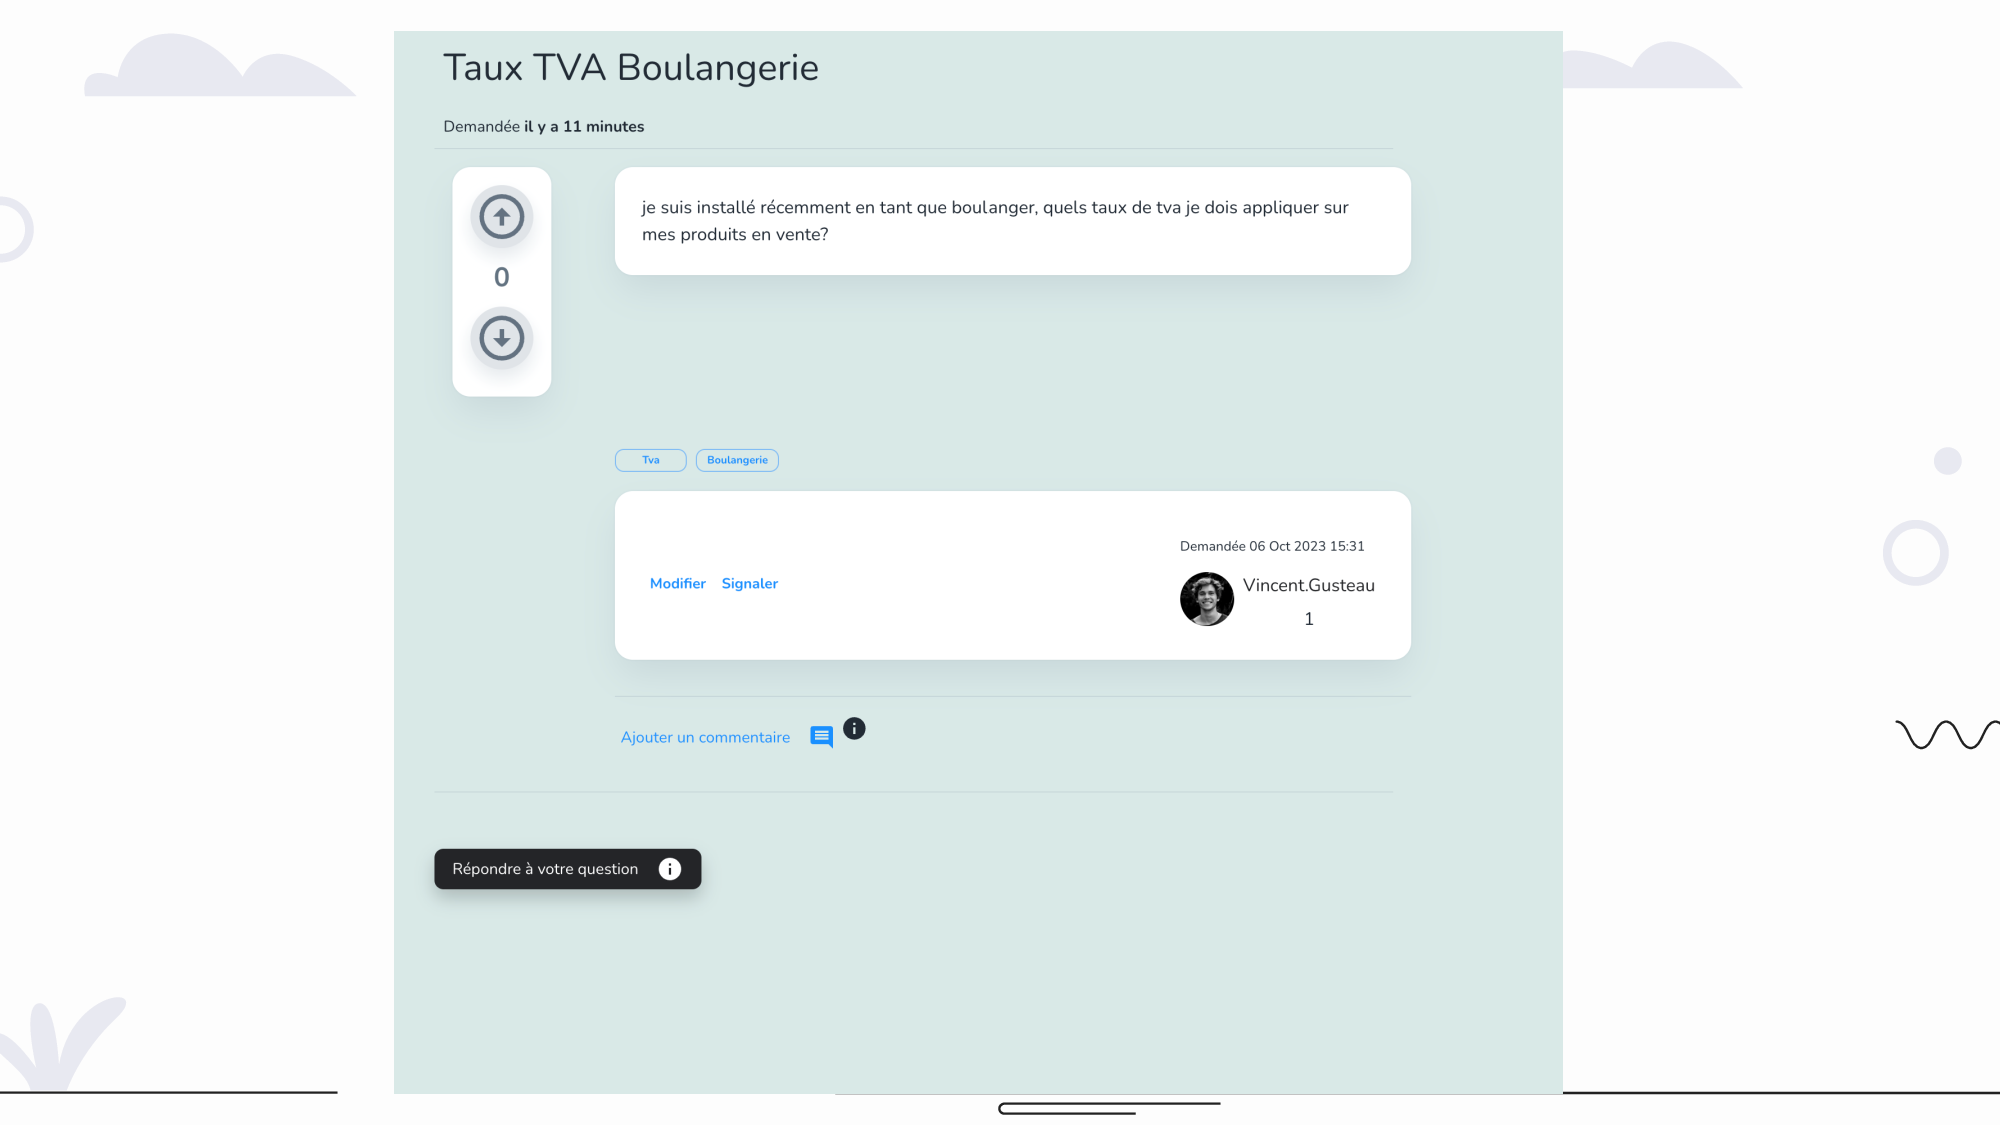 Taux TVA Boulangerie
Demandée il y a 11 minutes
je suis installé récemment en tant que boulanger, quels taux de tva je dois appliquer sur
mes produits en vente?
0
Tva
Boulangerie
Demandée 06 Oct 2023 15:31
Modifier Signaler
Vincent.Gusteau
1
Ajouter un commentaire
Répondre à votre question